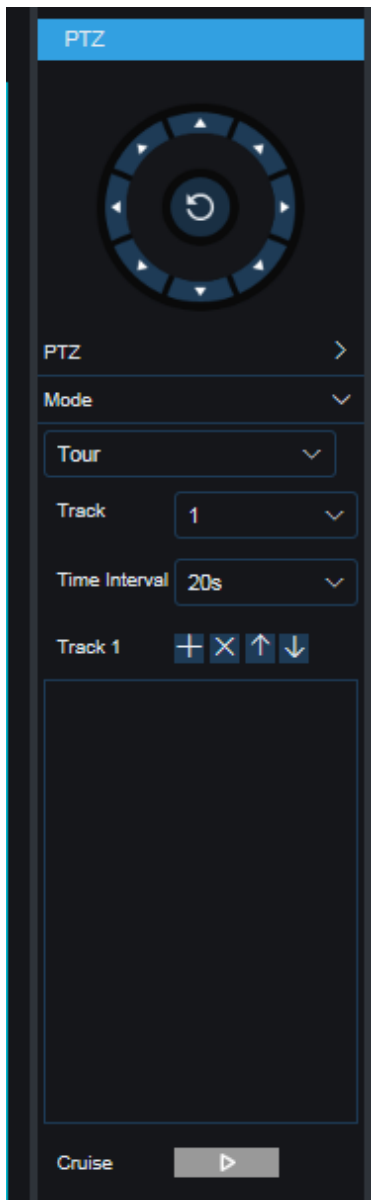 PTZ
PTZ
Mode
Tour
Track 1
Time Interval 20s
Track 1
Cruise